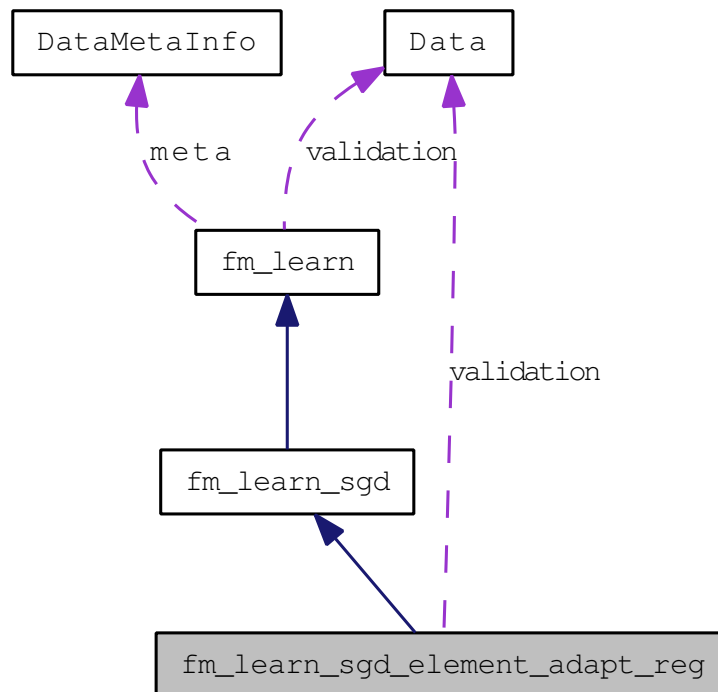 DataMetaInfo
Data
meta
validation
fm_learn
validation
fm_learn_sgd
fm_learn_sgd_element_adapt_reg